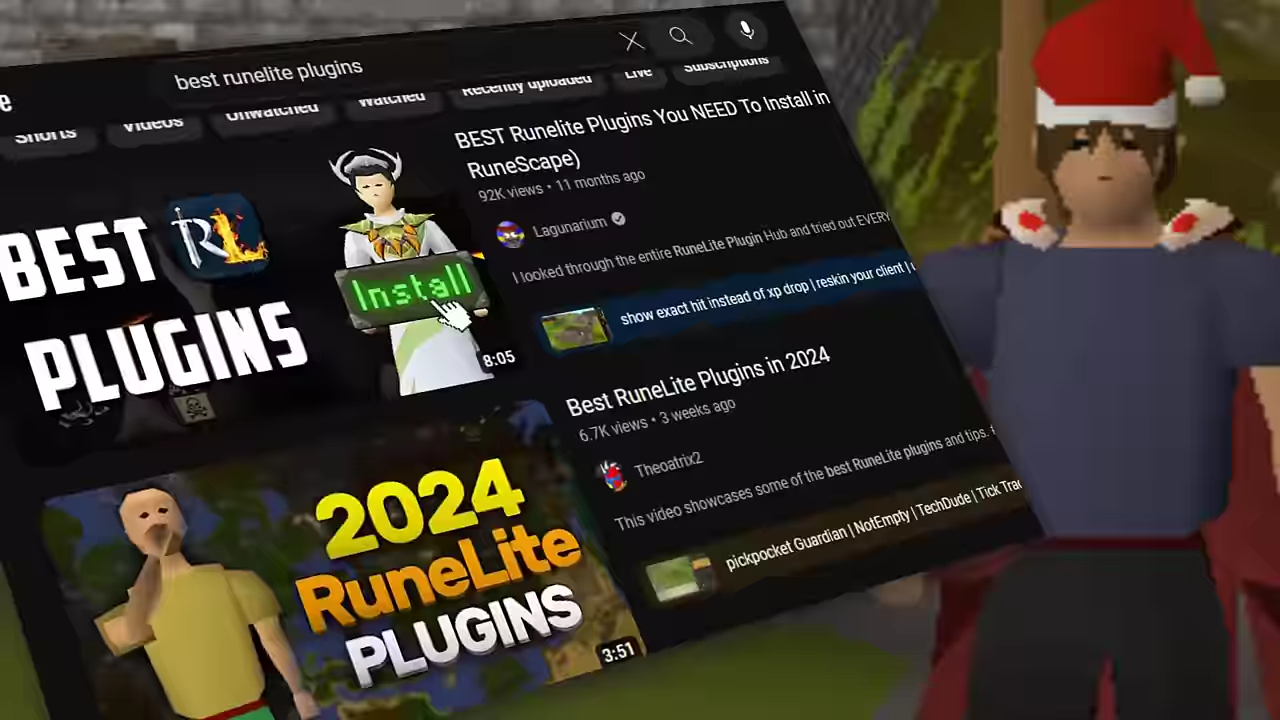 e
best runelite plugins
Shorts
Videos
Unwatched
Watched
Recently uploaded
Live
Subscriptions
BEST
RL
PLUGINS
Install
8:05
BEST Runelite Plugins You NEED To Install in
RuneScape)
92K views • 11 months ago
Lagunarium
I looked through the entire RuneLite Plugin Hub and tried out EVERY
show exact hit instead of xp drop | reskin your client |
2024
RuneLite
PLUGINS
3:51
Best RuneLite Plugins in 2024
6.7K views • 3 weeks ago
Theoatrix2
This video showcases some of the best RuneLite plugins and tips.
pickpocket Guardian | NotEmpty | TechDude | Tick Trac